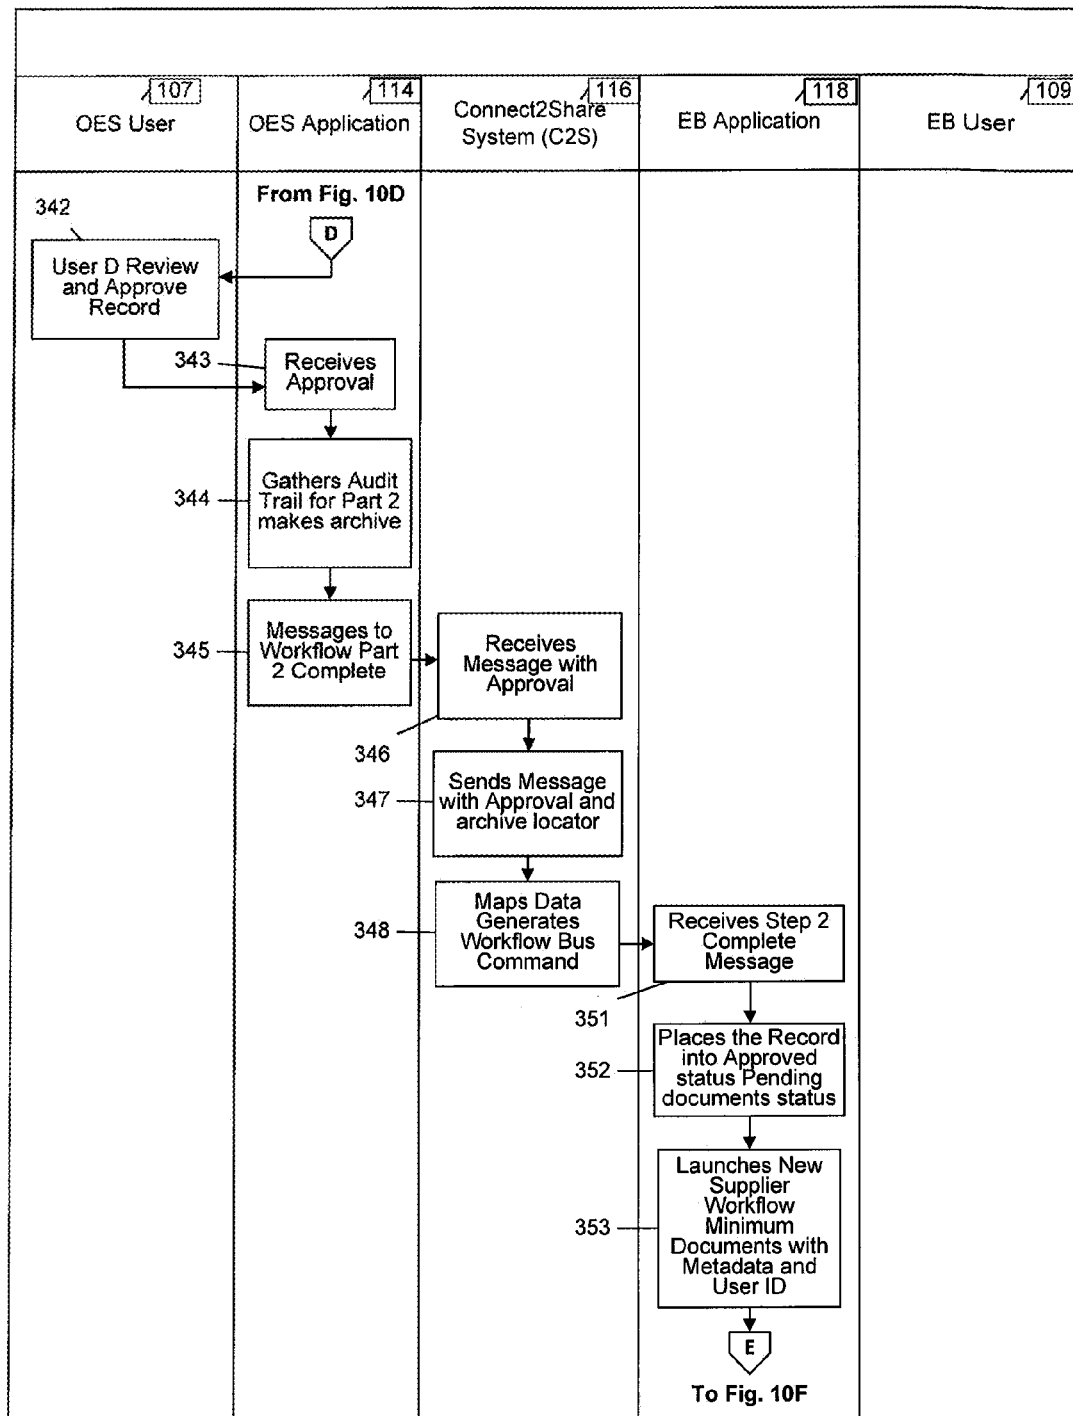 107
114
116
118
109
OES User
OES Application
Connect2Share
System (C2S)
EB Application
EB User
From Fig. 10D
D
342
User D Review
and Approve
Record
343
Receives
Approval
344
Gathers Audit
Trail for Part 2
makes archive
345
Messages to
Workflow Part
2 Complete
Receives
Message with
Approval
346
347
Sends Message
with Approval and
archive locator
348
Maps Data
Generates
Workflow Bus
Command
Receives Step 2
Complete
Message
351
352
Places the Record
into Approved
status Pending
documents status
353
Launches New
Supplier
Workflow
Minimum
Documents with
Metadata and
User ID
E
To Fig. 10F